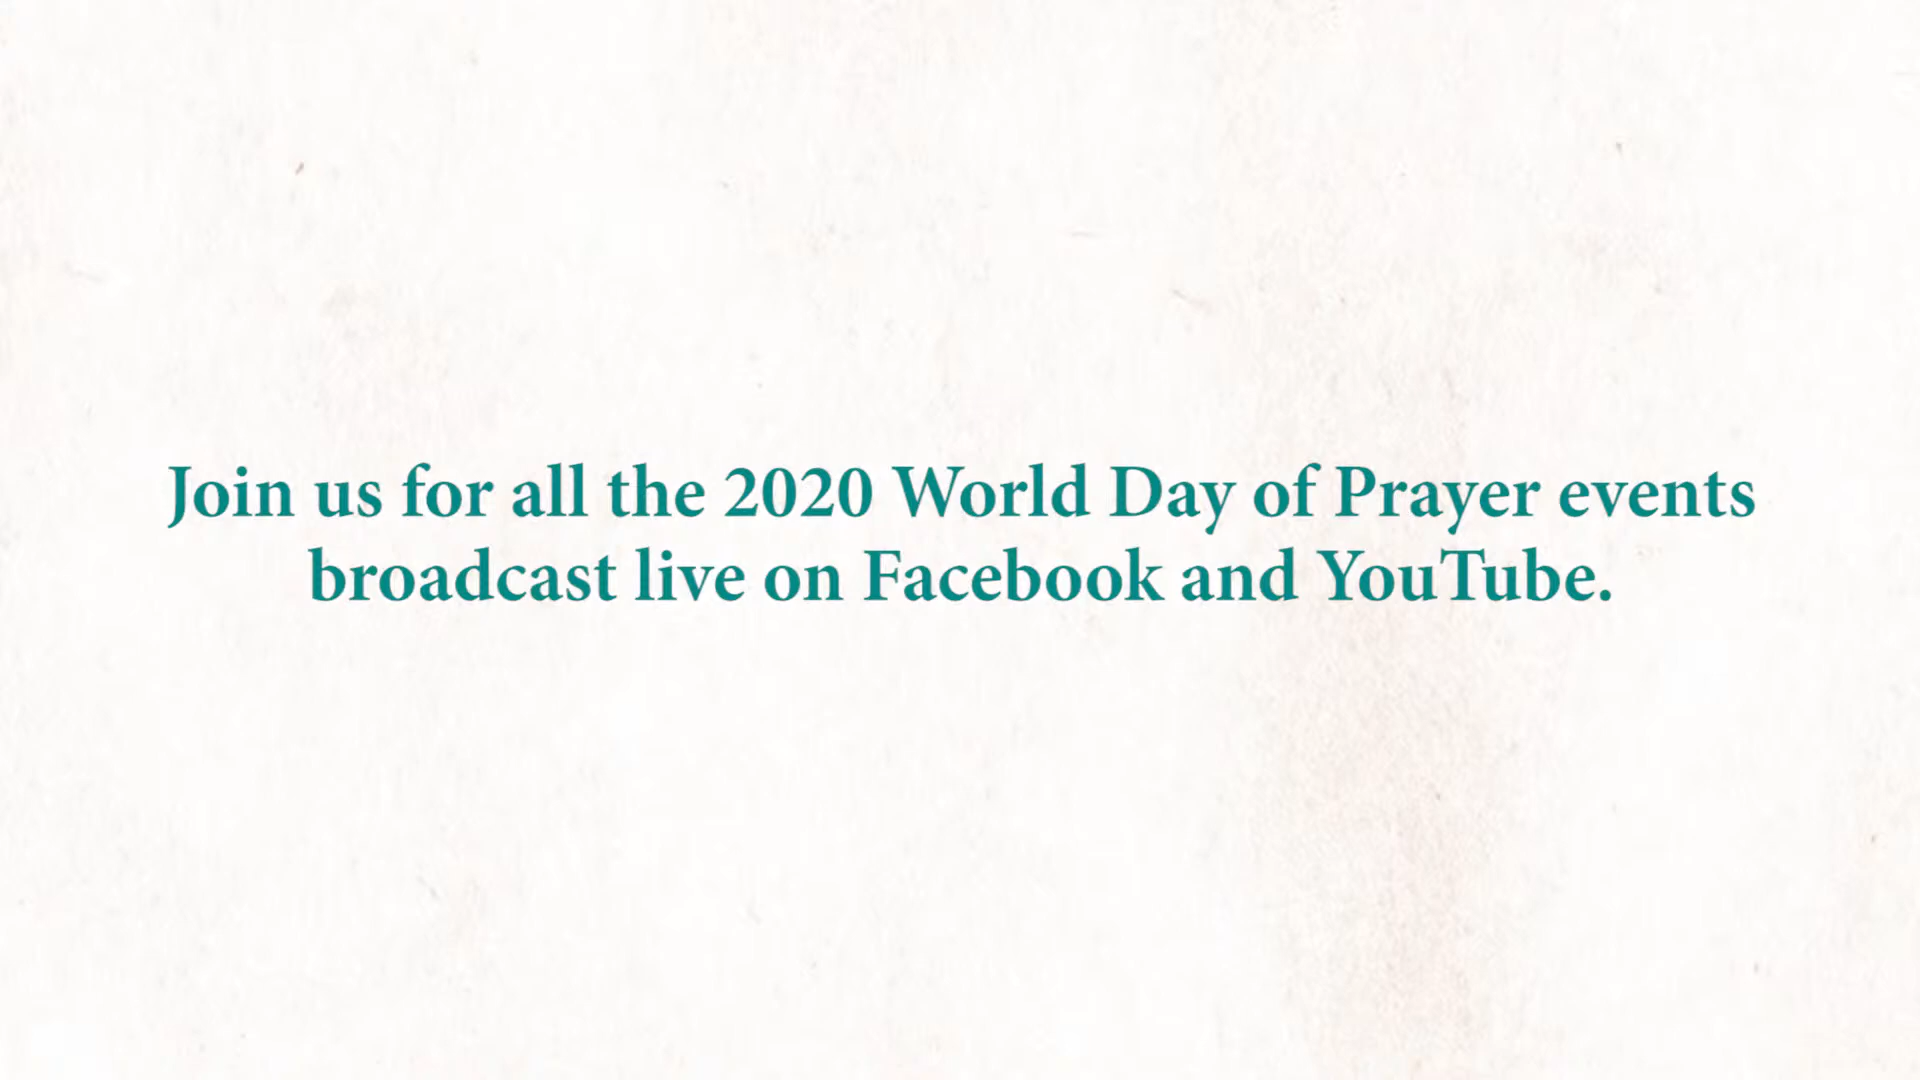 Join us for all the 2020 World Day of Prayer events
broadcast live on Facebook and YouTube.